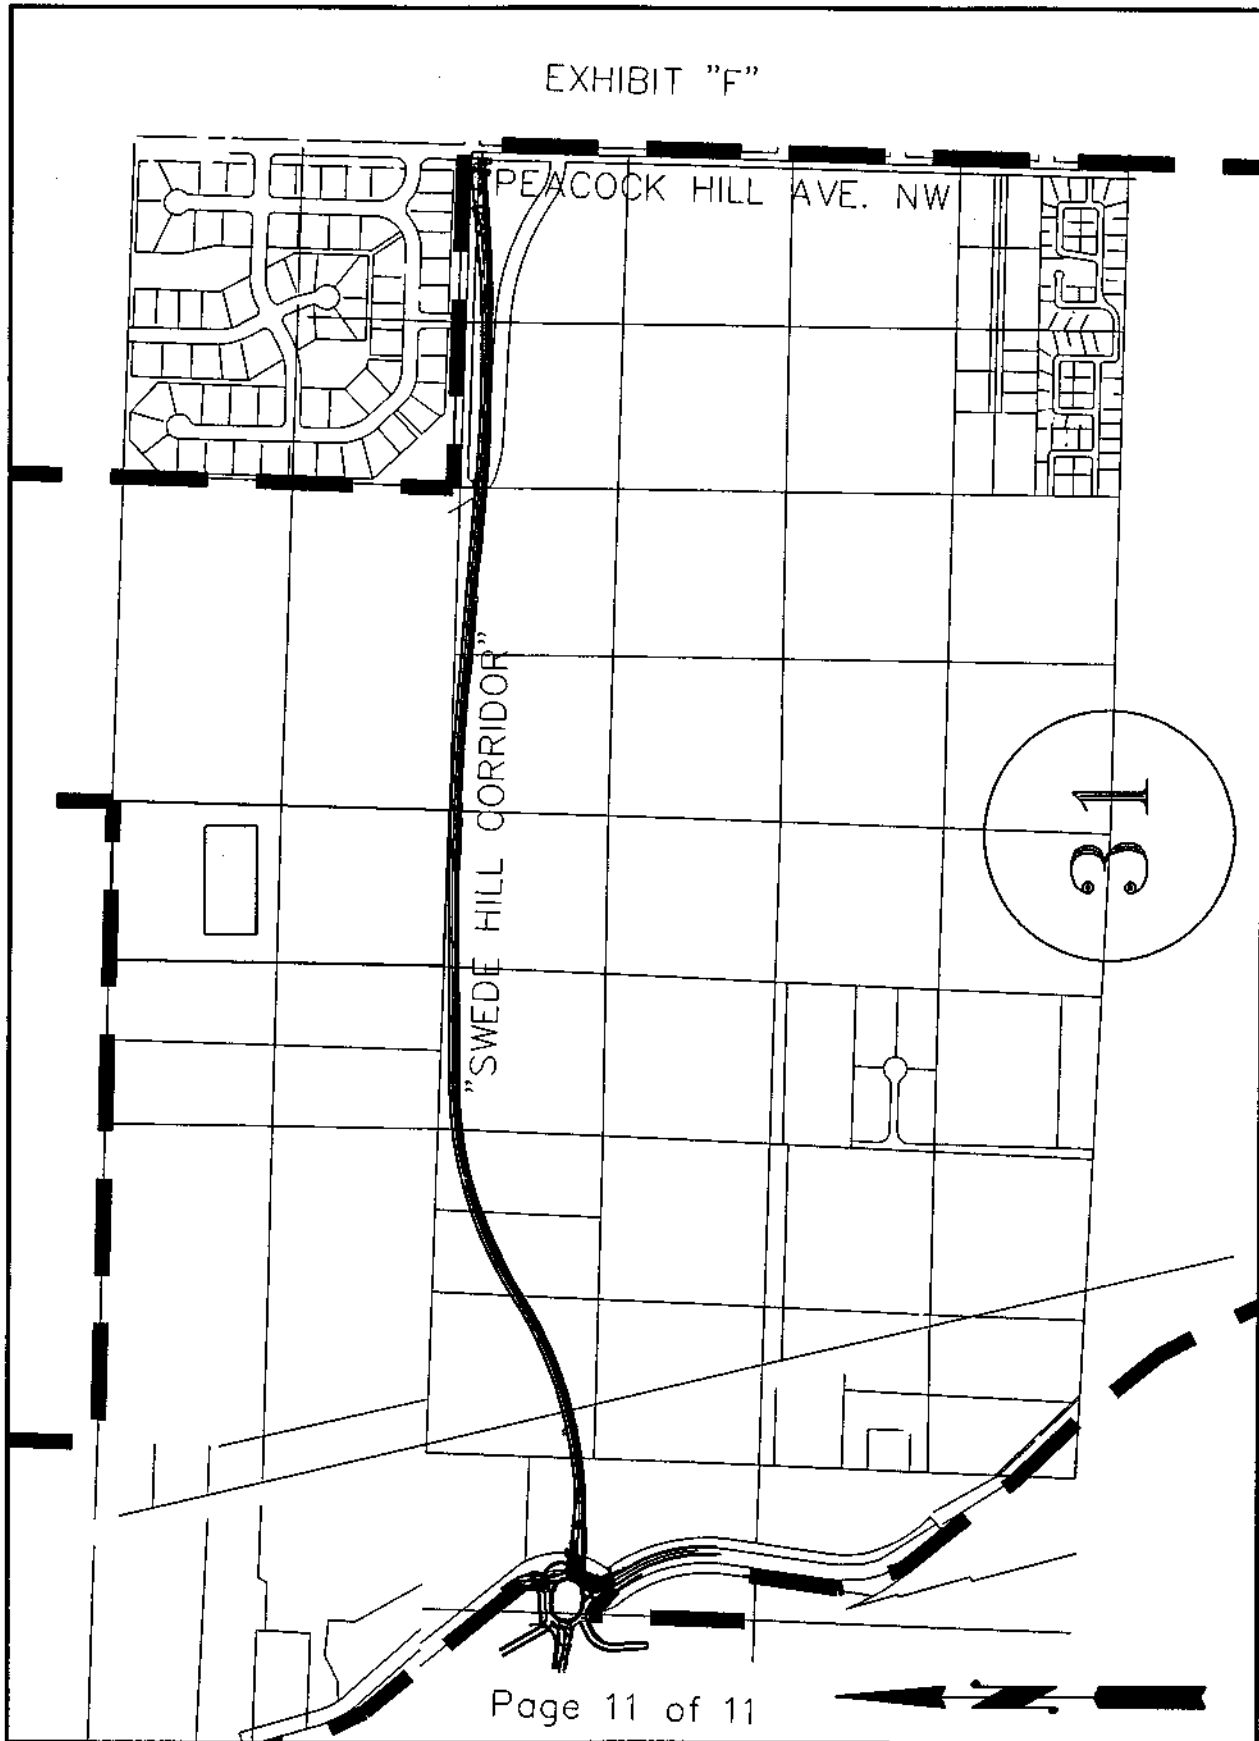 EXHIBIT "F"
PEACOCK HILL AVE. NW
"SWEDE HILL CORRIDOR"
31
Page 11 of 11